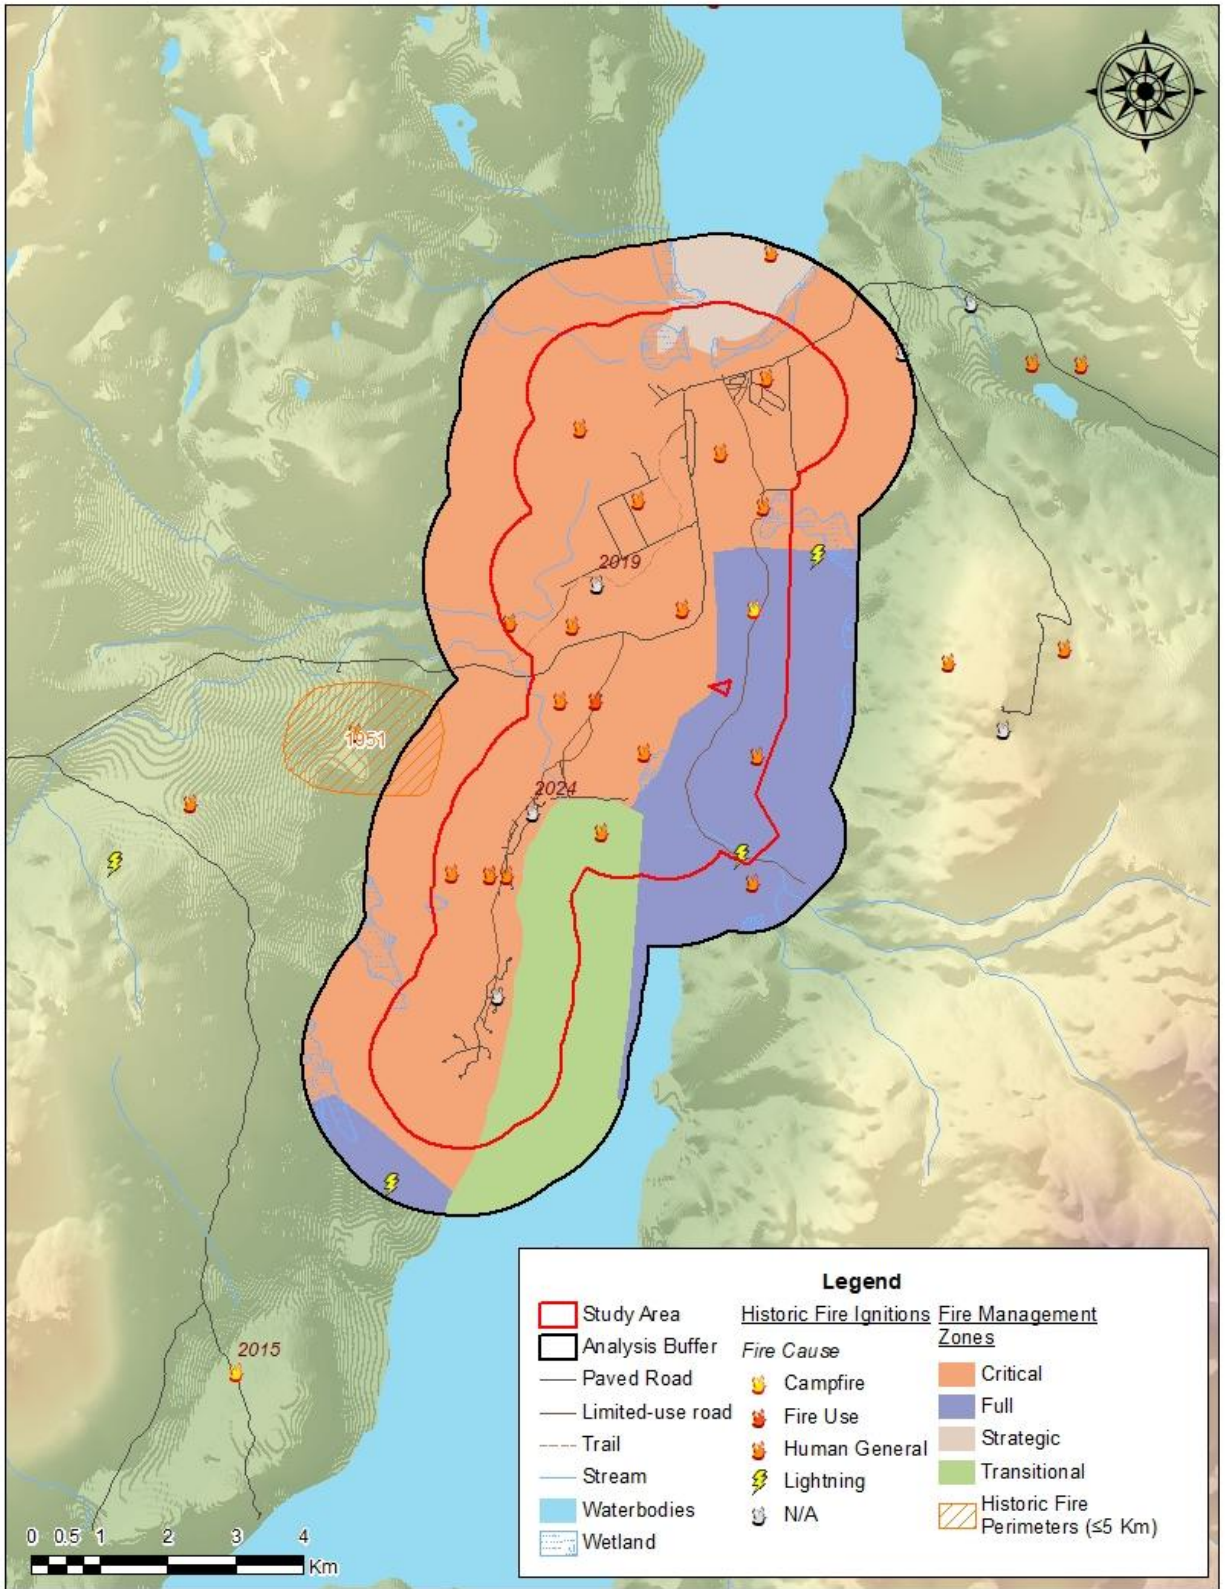 2019
1951
2024
2015
Legend
Study Area
Analysis Buffer
Paved Road
Limited-use road
Trail
Stream
Waterbodies
Wetland
Historic Fire Ignitions
Fire Cause
Campfire
Fire Use
Human General
Lightning
N/A
Fire Management
Zones
Critical
Full
Strategic
Transitional
Historic Fire
Perimeters (≤5 Km)
0 0.5 1 2 3 4
Km